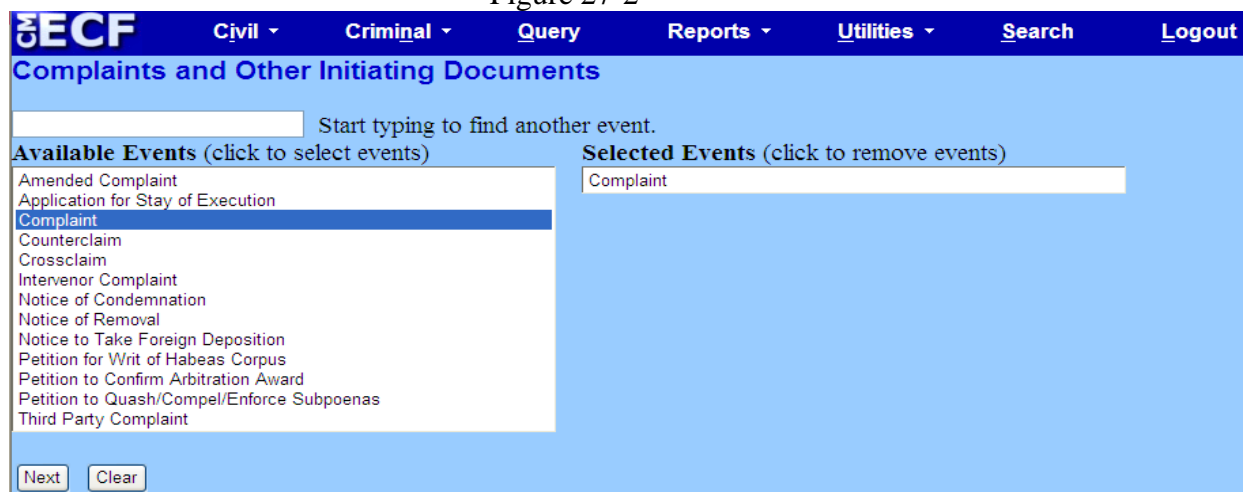 Figure 27-2
CM ECF Civil Criminal Query Reports Utilities Search Logout
Complaints and Other Initiating Documents
Start typing to find another event.
Available Events (click to select events) Selected Events (click to remove events)
Amended Complaint Complaint
Application for Stay of Execution
Complaint
Counterclaim
Crossclaim
Intervenor Complaint
Notice of Condemnation
Notice of Removal
Notice to Take Foreign Deposition
Petition for Writ of Habeas Corpus
Petition to Confirm Arbitration Award
Petition to Quash/Compel/Enforce Subpoenas
Third Party Complaint
Next Clear